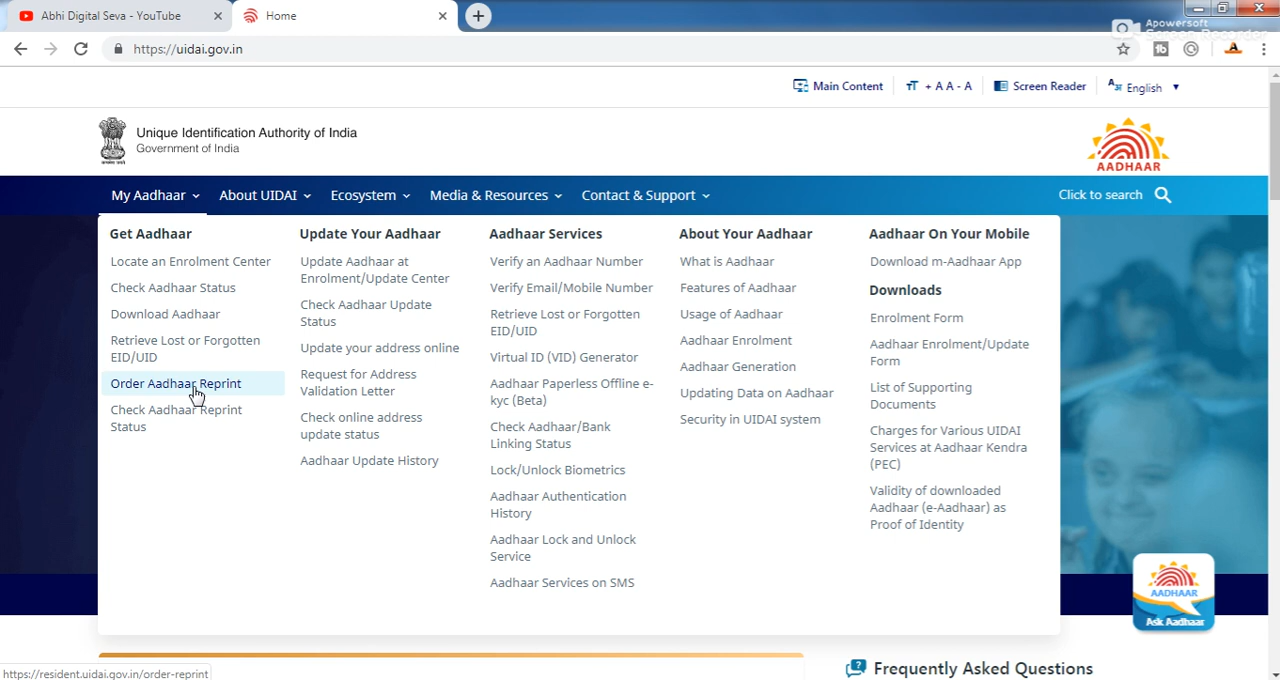 Abhi Digital Seva - YouTube
Home
Apowersoft
Screen Recorder
https://uidai.gov.in
Main Content
TT + A A - A
Screen Reader
English
Unique Identification Authority of India
Government of India
AADHAAR
My Aadhaar
About UIDAI
Ecosystem
Media & Resources
Contact & Support
Click to search
Get Aadhaar
Locate an Enrolment Center
Check Aadhaar Status
Download Aadhaar
Retrieve Lost or Forgotten
EID/UID
Order Aadhaar Reprint
Check Aadhaar Reprint
Status
Update Your Aadhaar
Update Aadhaar at
Enrolment/Update Center
Check Aadhaar Update
Status
Update your address online
Request for Address
Validation Letter
Check online address
update status
Aadhaar Update History
Aadhaar Services
Verify an Aadhaar Number
Verify Email/Mobile Number
Retrieve Lost or Forgotten
EID/UID
Virtual ID (VID) Generator
Aadhaar Paperless Offline e-
kyc (Beta)
Check Aadhaar/Bank
Linking Status
Lock/Unlock Biometrics
Aadhaar Authentication
History
Aadhaar Lock and Unlock
Service
Aadhaar Services on SMS
About Your Aadhaar
What is Aadhaar
Features of Aadhaar
Usage of Aadhaar
Aadhaar Enrolment
Aadhaar Generation
Updating Data on Aadhaar
Security in UIDAI system
Aadhaar On Your Mobile
Download m-Aadhaar App
Downloads
Enrolment Form
Aadhaar Enrolment/Update
Form
List of Supporting
Documents
Charges for Various UIDAI
Services at Aadhaar Kendra
(PEC)
Validity of downloaded
Aadhaar (e-Aadhaar) as
Proof of Identity
AADHAAR
Ask Aadhaar
Frequently Asked Questions
https://resident.uidai.gov.in/order-reprint